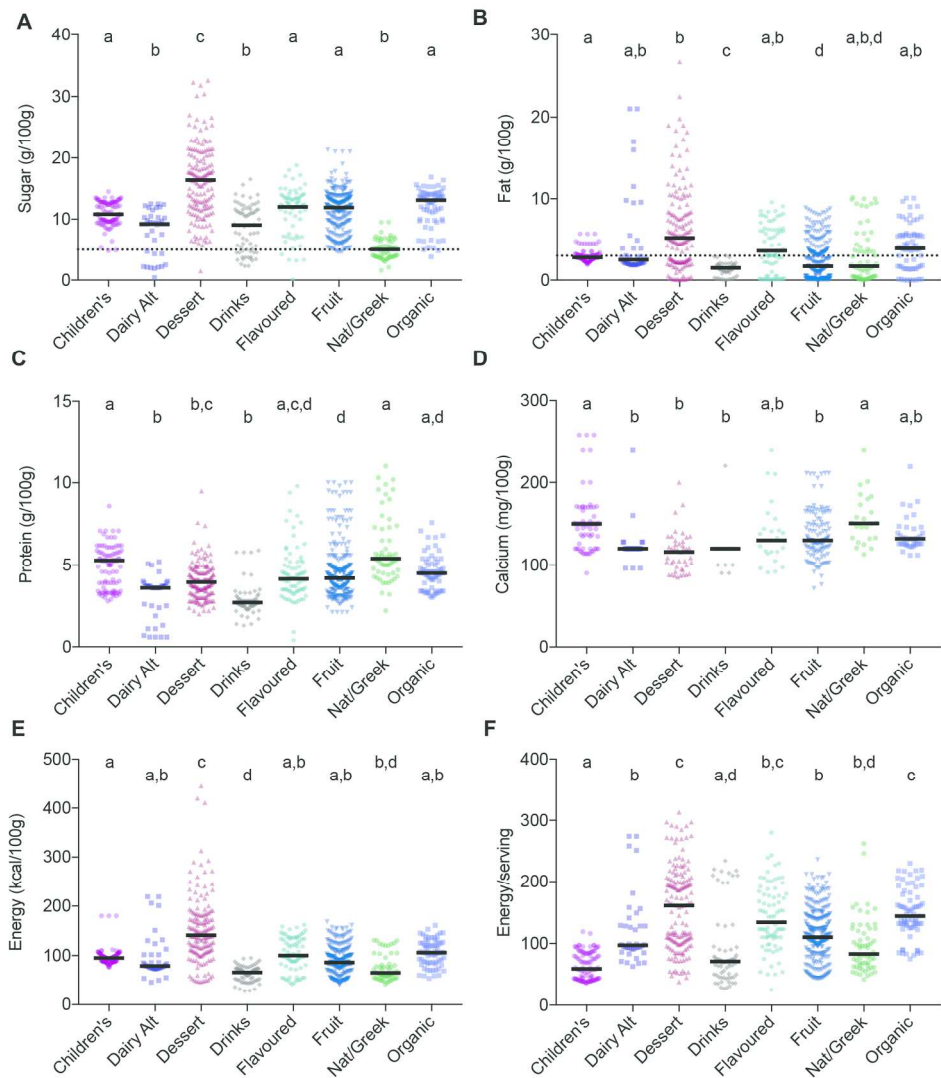 A
Sugar (g/100g)
40
30
20
10
0
a b c b a a b a
Children's Dairy Alt Dessert Drinks Flavoured Fruit Nat/Greek Organic
B
Fat (g/100g)
30
20
10
0
a a,b b c a,b d a,b,d a,b
Children's Dairy Alt Dessert Drinks Flavoured Fruit Nat/Greek Organic
C
Protein (g/100g)
15
10
5
0
a b b,c b a,c,d d a a,d
Children's Dairy Alt Dessert Drinks Flavoured Fruit Nat/Greek Organic
D
Calcium (mg/100g)
300
200
100
0
a b b b a,b b a a,b
Children's Dairy Alt Dessert Drinks Flavoured Fruit Nat/Greek Organic
E
Energy (kcal/100g)
500
400
300
200
100
0
a a,b c d a,b a,b b,d a,b
Children's Dairy Alt Dessert Drinks Flavoured Fruit Nat/Greek Organic
F
Energy/serving
400
300
200
100
0
a b c a,d b,c b b,d c
Children's Dairy Alt Dessert Drinks Flavoured Fruit Nat/Greek Organic